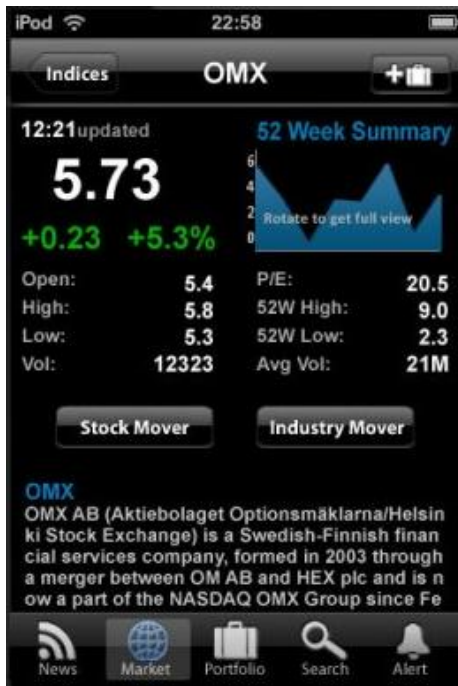 iPod 22:58
Indices OMX +
12:21 updated 52 Week Summary
5.73
+0.23 +5.3%
6
4
2
0
Rotate to get full view
Open: 5.4 P/E: 20.5
High: 5.8 52W High: 9.0
Low: 5.3 52W Low: 2.3
Vol: 12323 Avg Vol: 21M
Stock Mover Industry Mover
OMX
OMX AB (Aktiebolaget Optionsmäklarna/Helsin
ki Stock Exchange) is a Swedish-Finnish finan
cial services company, formed in 2003 through
a merger between OM AB and HEX plc and is n
ow a part of the NASDAQ OMX Group since Fe
News Market Portfolio Search Alert